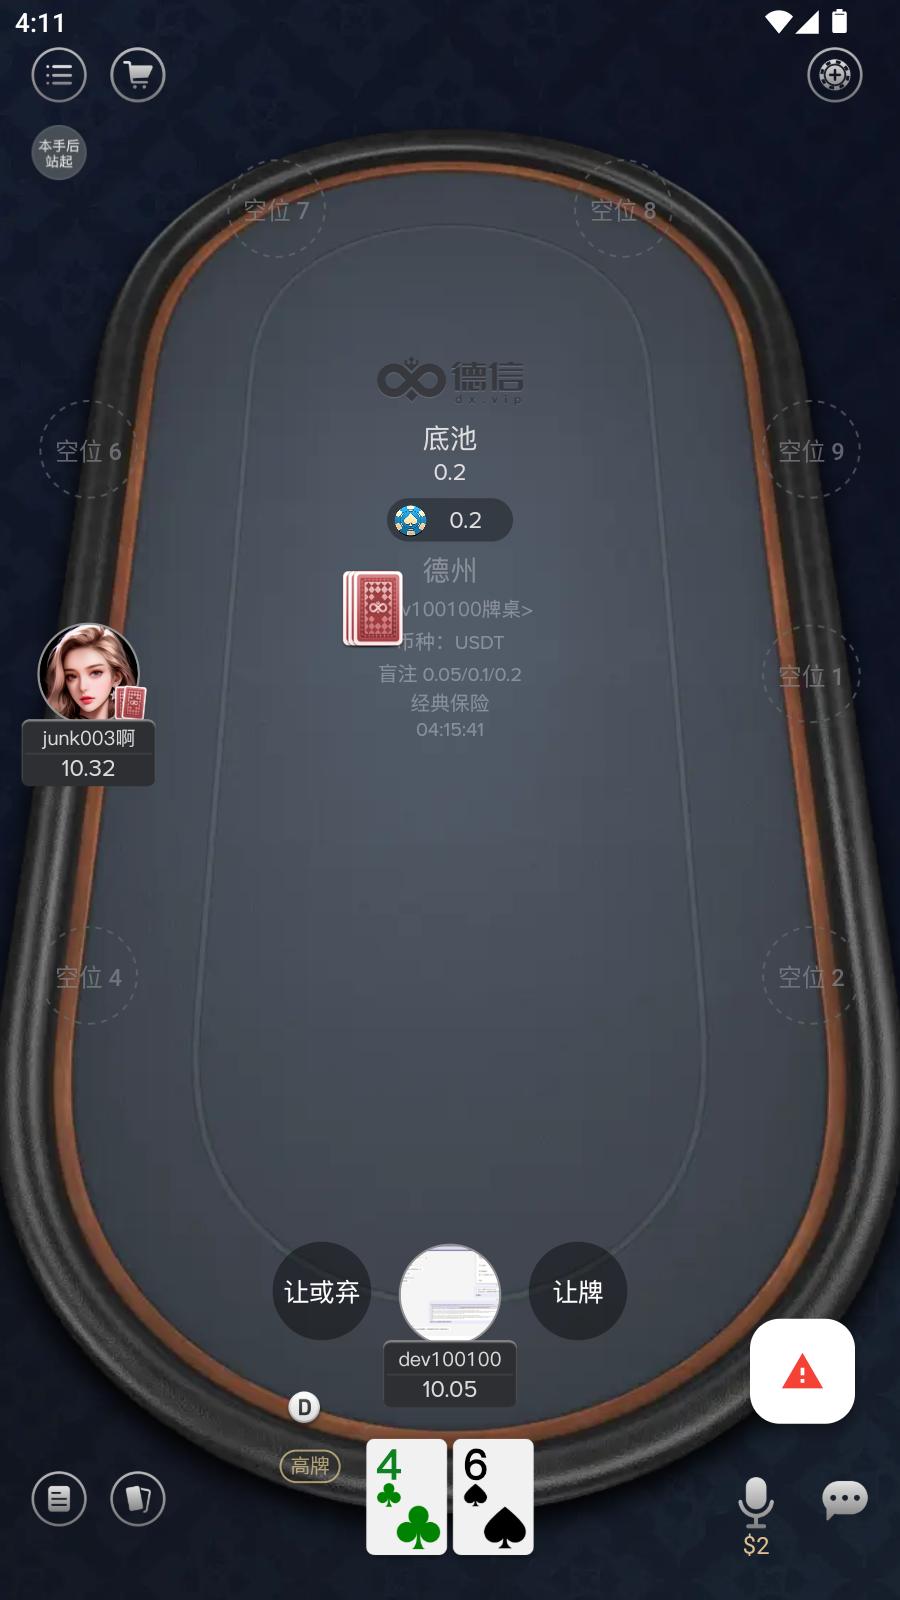 4:11
本手后
站起
空位 7
空位 8
德信
dx.vip
底池
0.2
0.2
空位 6
空位 9
德州
v100100牌桌>
币种：USDT
盲注 0.05/0.1/0.2
经典保险
04:15:41
空位 1
junk003啊
10.32
空位 4
空位 2
让或弃
让牌
dev100100
10.05
D
高牌
4
6
$2